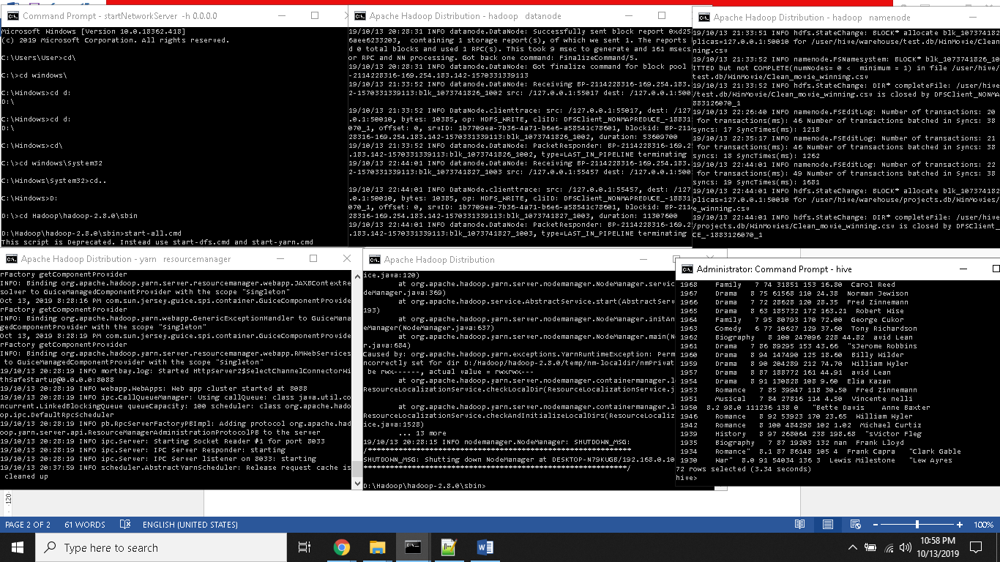 Command Prompt - startNetworkServer -h 0.0.0.0
Microsoft Windows [Version 10.0.18362.418]
(c) 2019 Microsoft Corporation. All rights reserved.
C:\Users\User>cd\
C:\>cd windows\
C:\Windows>cd d:
D:\
C:\Windows>cd d:
D:\
C:\Windows>cd\
C:\>cd windows\System32
C:\Windows\System32>cd..
C:\Windows>D:
D:\>cd Hadoop\hadoop-2.8.0\sbin
D:\Hadoop\hadoop-2.8.0\sbin>start-all.cmd
This script is Deprecated. Instead use start-dfs.cmd and start-yarn.cmd
Apache Hadoop Distribution - hadoop datanode
19/10/13 20:28:31 INFO datanode.DataNode: Successfully sent block report 0xd25
6aee6233203, containing 1 storage report(s), of which we sent 1. The reports
d 0 total blocks and used 1 RPC(s). This took 9 msec to generate and 161 msecs
or RPC and NN processing. Got back one command: FinalizeCommand/5.
19/10/13 20:28:31 INFO datanode.DataNode: Got finalize command for block pool
-2114228316-169.254.183.142-1570331339113
19/10/13 21:33:52 INFO datanode.DataNode: Receiving BP-2114228316-169.254.183.
2-1570331339113:blk_1073741826_1002 src: /127.0.0.1:55017 dest: /127.0.0.1:500
19/10/13 21:33:52 INFO DataNode.clienttrace: src: /127.0.0.1:55017, dest: /127
0.0.1:50010, bytes: 10385, op: HDFS_WRITE, cliID: DFSClient_NONMAPREDUCE_-1883
070_1, offset: 0, srvID: 1b7709ea-7b36-4a71-b6e6-a58541c78601, blockid: BP-211
28316-169.254.183.142-1570331339113:blk_1073741826_1002, duration: 53609700
19/10/13 21:33:52 INFO datanode.DataNode: PacketResponder: BP-2114228316-169.2
.183.142-1570331339113:blk_1073741826_1002, type=LAST_IN_PIPELINE terminating
19/10/13 22:44:01 INFO datanode.DataNode: Receiving BP-2114228316-169.254.183.
2-1570331339113:blk_1073741827_1003 src: /127.0.0.1:55457 dest: /127.0.0.1:500
19/10/13 22:44:01 INFO DataNode.clienttrace: src: /127.0.0.1:55457, dest: /127
.0.1:50010, bytes: 10385, op: HDFS_WRITE, cliID: DFSClient_NONMAPREDUCE_-18831
070_1, offset: 0, srvID: 1b7709ea-7b36-4a71-b6e6-a58541c78601, blockid: BP-211
28316-169.254.183.142-1570331339113:blk_1073741827_1003, duration: 11307600
19/10/13 22:44:01 INFO datanode.DataNode: PacketResponder: BP-2114228316-169.2
.183.142-1570331339113:blk_1073741827_1003, type=LAST_IN_PIPELINE terminating
Apache Hadoop Distribution - hadoop namenode
19/10/13 21:33:51 INFO hdfs.StateChange: BLOCK* allocate blk_107374182
plicas=127.0.0.1:50010 for /user/hive/warehouse/test.db/WinMovie/Clean
ning.csv
19/10/13 21:33:52 INFO namenode.FSNamesystem: BLOCK* blk_1073741826_10
ITTED but not COMPLETE(numNodes= 0 < minimum = 1) in file /user/hive/
test.db/WinMovie/Clean_movie_winning.csv
19/10/13 21:33:52 INFO hdfs.StateChange: DIR* completeFile: /user/hive
/test.db/WinMovie/Clean_movie_winning.csv is closed by DFSClient_NONMA
883126070_1
19/10/13 22:26:40 INFO namenode.FSEditLog: Number of transactions: 20
for transactions(ms): 46 Number of transactions batched in Syncs: 38
syncs: 17 SyncTimes(ms): 1218
19/10/13 22:35:17 INFO namenode.FSEditLog: Number of transactions: 21
for transactions(ms): 46 Number of transactions batched in Syncs: 38
syncs: 18 SyncTimes(ms): 1262
19/10/13 22:44:01 INFO namenode.FSEditLog: Number of transactions: 22
for transactions(ms): 49 Number of transactions batched in Syncs: 38
syncs: 19 SyncTimes(ms): 1681
19/10/13 22:44:01 INFO hdfs.StateChange: BLOCK* allocate blk_107374182
plicas=127.0.0.1:50010 for /user/hive/warehouse/projects.db/WinMovies/
e_winning.csv
19/10/13 22:44:01 INFO hdfs.StateChange: DIR* completeFile: /user/hive
/projects.db/WinMovies/Clean_movie_winning.csv is closed by DFSClient_
CE_-1883126070_1
Apache Hadoop Distribution - yarn resourcemanager
rFactory getComponentProvider
INFO: Binding org.apache.hadoop.yarn.server.resourcemanager.webapp.JAXBContextRe
solver to GuiceManagedComponentProvider with the scope "Singleton"
Oct 13, 2019 8:28:16 PM com.sun.jersey.guice.spi.container.GuiceComponentProvide
rFactory getComponentProvider
INFO: Binding org.apache.hadoop.yarn.webapp.GenericExceptionHandler to GuiceMana
gedComponentProvider with the scope "Singleton"
Oct 13, 2019 8:28:19 PM com.sun.jersey.guice.spi.container.GuiceComponentProvide
rFactory getComponentProvider
INFO: Binding org.apache.hadoop.yarn.server.resourcemanager.webapp.RMWebServices
to GuiceManagedComponentProvider with the scope "Singleton"
19/10/13 20:28:19 INFO mortbay.log: Started HttpServer2$SelectChannelConnectorWi
thSafeStartup@0.0.0.0:8088
19/10/13 20:28:19 INFO webapp.WebApps: Web app cluster started at 8088
19/10/13 20:28:19 INFO ipc.CallQueueManager: Using callQueue: class java.util.co
ncurrent.LinkedBlockingQueue queueCapacity: 100 scheduler: class org.apache.hado
op.ipc.DefaultRpcScheduler
19/10/13 20:28:19 INFO pb.RpcServerFactoryPBImpl: Adding protocol org.apache.had
oop.yarn.server.api.ResourceManagerAdministrationProtocolPB to the server
19/10/13 20:28:19 INFO ipc.Server: Starting Socket Reader #1 for port 8033
19/10/13 20:28:19 INFO ipc.Server: IPC Server Responder: starting
19/10/13 20:28:19 INFO ipc.Server: IPC Server listener on 8033: starting
19/10/13 20:37:59 INFO scheduler.AbstractYarnScheduler: Release request cache is
cleaned up
Apache Hadoop Distribution
ice.java:120)
at org.apache.hadoop.yarn.server.nodemanager.NodeManager.servic
deManager.java:369)
at org.apache.hadoop.service.AbstractService.start(AbstractServ
193)
at org.apache.hadoop.yarn.server.nodemanager.NodeManager.initAn
eManager(NodeManager.java:637)
at org.apache.hadoop.yarn.server.nodemanager.NodeManager.main(N
r.java:684)
Caused by: org.apache.hadoop.yarn.exceptions.YarnRuntimeException: Perm
ncorrectly set for dir D:/Hadoop/hadoop-2.8.0/temp/nm-localdir/nmPrivat
be rwx------, actual value = rwxrwx---
at org.apache.hadoop.yarn.server.nodemanager.containermanager.lo
ResourceLocalizationService.checkLocalDir(ResourceLocalizationService.j
at org.apache.hadoop.yarn.server.nodemanager.containermanager.lo
ResourceLocalizationService.checkAndInitializeLocalDirs(ResourceLocaliz
ice.java:1528)
... 13 more
19/10/13 20:28:15 INFO nodemanager.NodeManager: SHUTDOWN_MSG:
/************************************************************
SHUTDOWN_MSG: Shutting down NodeManager at DESKTOP-N79KUGB/192.168.0.10
************************************************************/
D:\Hadoop\hadoop-2.8.0\sbin>
Administrator: Command Prompt - hive
1968 Family 7 74 31851 153 16.80 Carol Reed
1967 Drama 8 75 61568 110 24.38 Norman Jewison
1966 Drama 7 72 28628 120 28.35 Fred Zinnemann
1965 Drama 8 63 185732 172 163.21 Robert Wise
1964 Family 7 95 80793 170 72.00 George Cukor
1963 Comedy 6 77 10627 129 37.60 Tony Richardson
1962 Biography 8 100 247096 228 44.82 avid Lean
1961 Drama 7 86 89295 153 43.66 "sJerome Robbins
1960 Drama 8 94 147490 125 18.60 Billy Wilder
1959 Drama 8 90 204289 212 74.70 William Wyler
1957 Drama 8 87 188772 161 44.91 avid Lean
1954 Drama 8 91 130828 108 9.60 Elia Kazan
1953 Romance 7 85 39947 118 30.50 Fred Zinnemann
1951 Musical 7 84 27816 114 4.50 Vincente nelli
1950 8.2 98.0 111236 138 0 "Bette Davis Anne Baxter
1946 Romance 8 92 53923 170 23.65 William Wyler
1942 Romance 8 100 484298 102 1.02 Michael Curtiz
1939 History 8 97 268064 238 198.68 "sVictor Fleg
1935 Biography 7 87 19203 132 nan Frank Lloyd
1934 Romance" 8.1 87 86148 105 4 Frank Capra "Clark Gable
1930 War" 8.0 91 54034 136 3 Lewis Milestone "Lew Ayres
72 rows selected (3.34 seconds)
hive>
120
PAGE 2 OF 2 61 WORDS ENGLISH (UNITED STATES) 100%
Type here to search
10:58 PM
10/13/2019